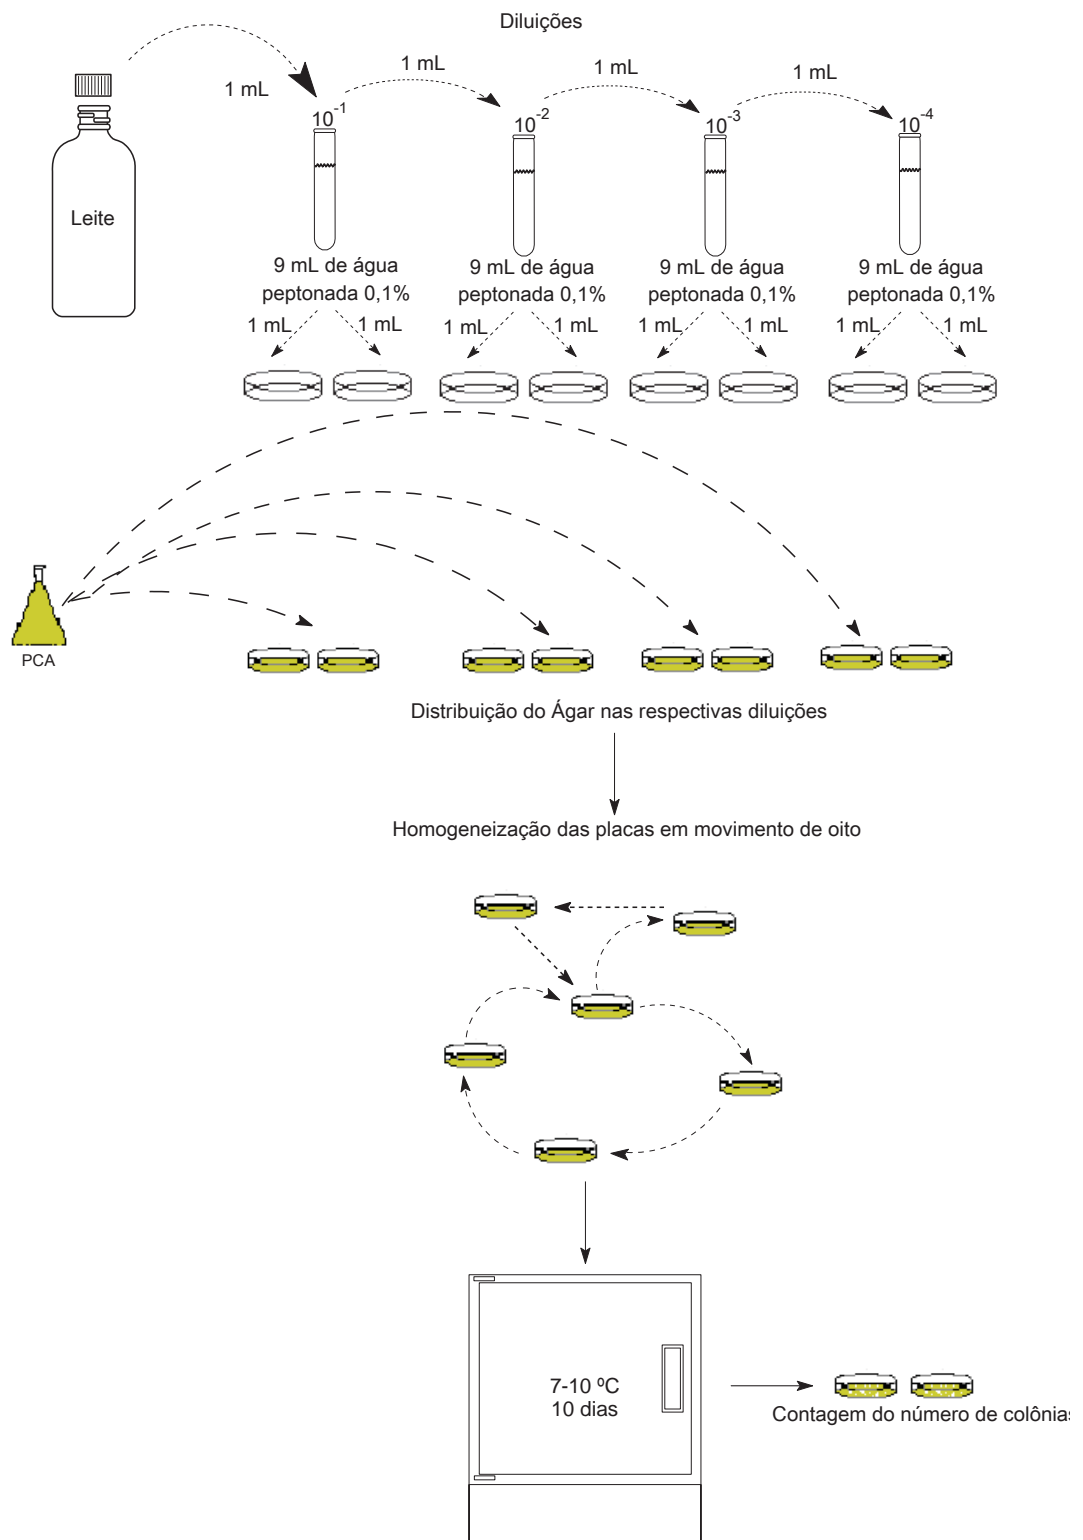 Diluições
1 mL
1 mL
1 mL
1 mL
10-1
10-2
10-3
10-4
Leite
9 mL de água
peptonada 0,1%
9 mL de água
peptonada 0,1%
9 mL de água
peptonada 0,1%
9 mL de água
peptonada 0,1%
1 mL
1 mL
1 mL
1 mL
1 mL
1 mL
1 mL
1 mL
PCA
Distribuição do Ágar nas respectivas diluições
Homogeneização das placas em movimento de oito
7-10 ºC
10 dias
Contagem do número de colônias